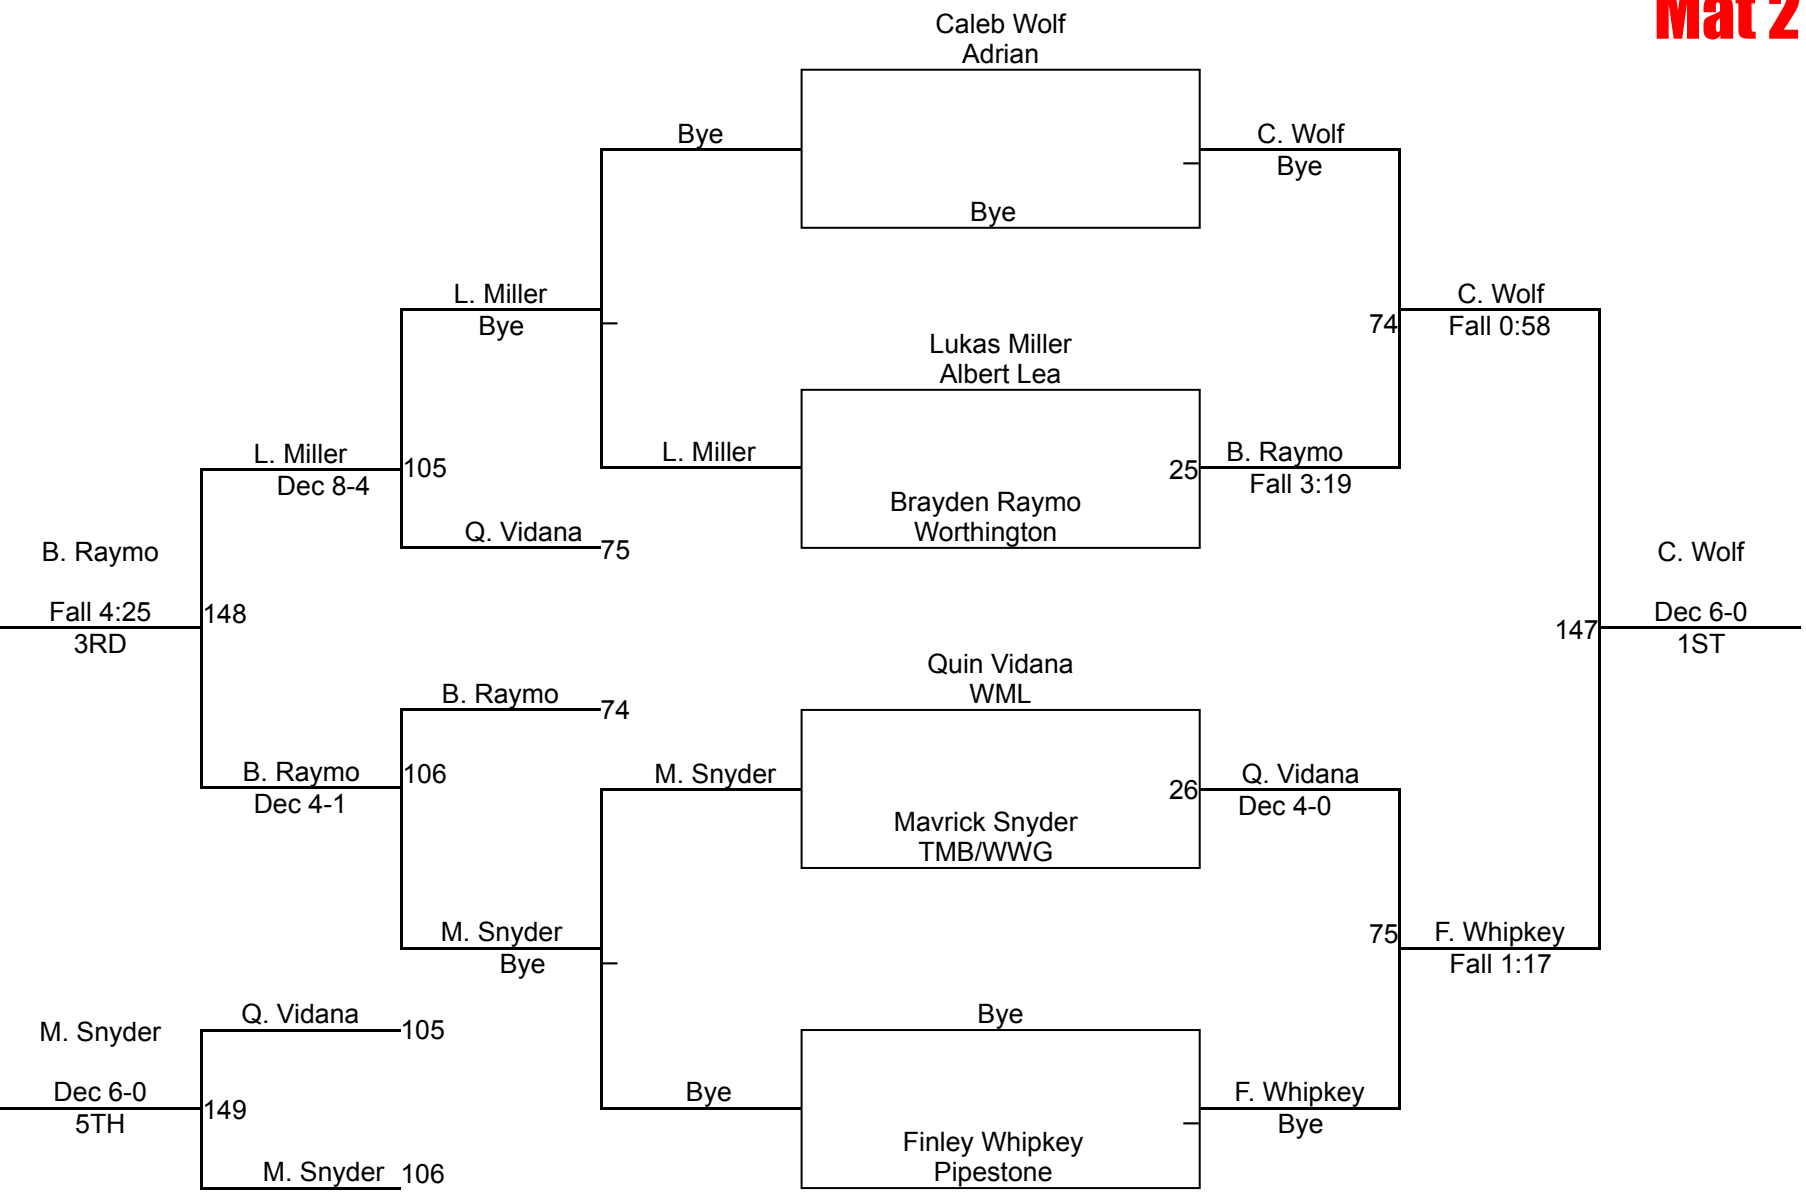 Mat 2
Caleb Wolf
Adrian
Bye
C. Wolf
Bye
Bye
L. Miller
Bye
C. Wolf
Fall 0:58
74
Lukas Miller
Albert Lea
L. Miller
Dec 8-4
105
L. Miller
25
B. Raymo
Fall 3:19
Brayden Raymo
Worthington
Q. Vidana
75
B. Raymo
Fall 4:25
3RD
148
C. Wolf
Dec 6-0
1ST
147
Quin Vidana
WML
B. Raymo
74
B. Raymo
Dec 4-1
106
M. Snyder
26
Q. Vidana
Dec 4-0
Mavrick Snyder
TMB/WWG
M. Snyder
Bye
75
F. Whipkey
Fall 1:17
Q. Vidana
105
Bye
M. Snyder
Dec 6-0
5TH
149
Bye
F. Whipkey
Bye
Finley Whipkey
Pipestone
M. Snyder
106